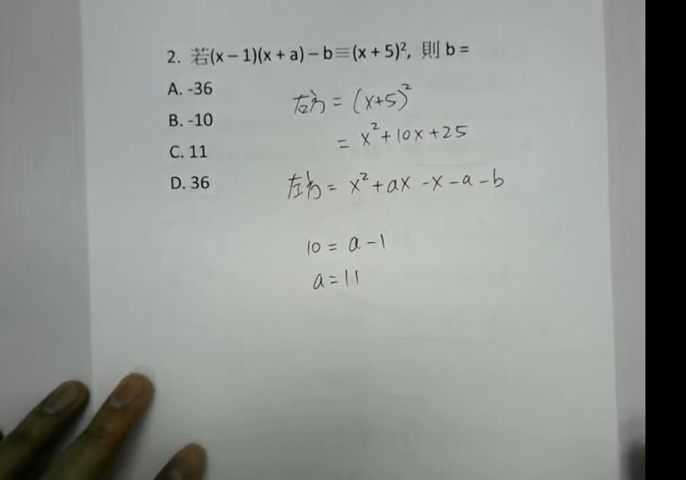 2. 若(x – 1)(x + a) – b≡(x + 5)², 則 b =
A. -36
B. -10
C. 11
D. 36
右方 = (x+5)²
= x²+10x+25
左方 = x²+ax -x -a -b
10 = a -1
a = 11